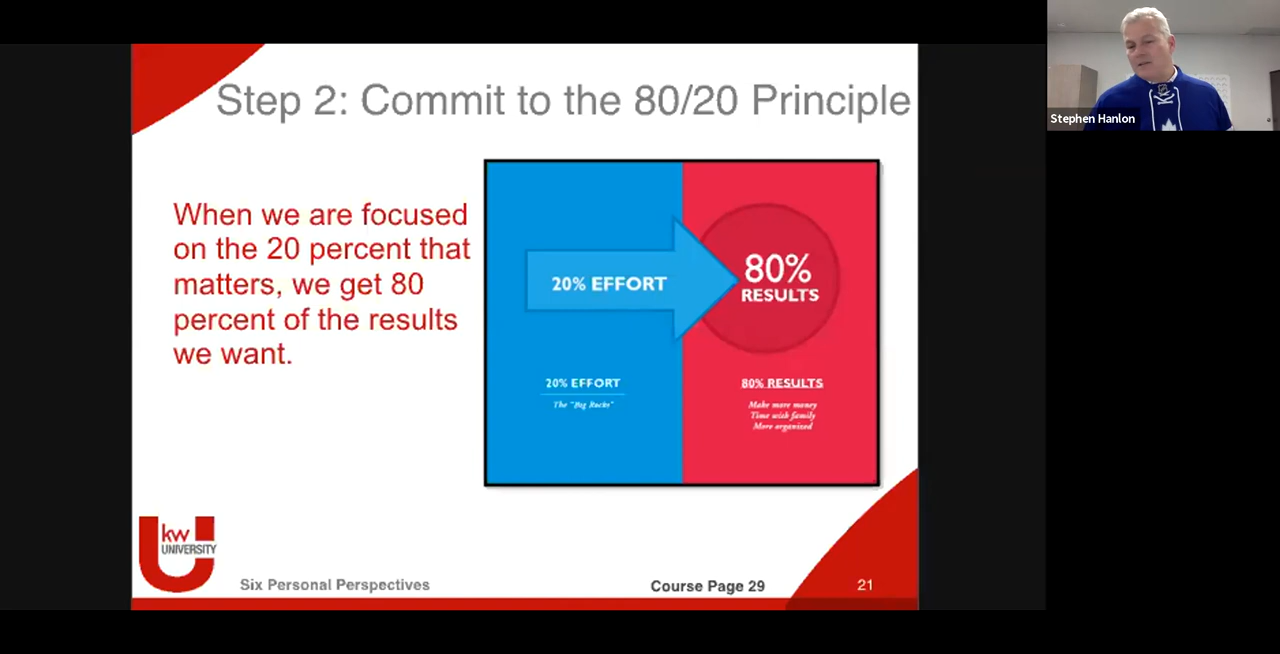 Step 2: Commit to the 80/20 Principle
When we are focused
on the 20 percent that
matters, we get 80
percent of the results
we want.
20% EFFORT
80%
RESULTS
20% EFFORT
The "Big Rocks"
80% RESULTS
Make more money
Time with family
More organized
kw
UNIVERSITY
Six Personal Perspectives
Course Page 29
21
Stephen Hanlon